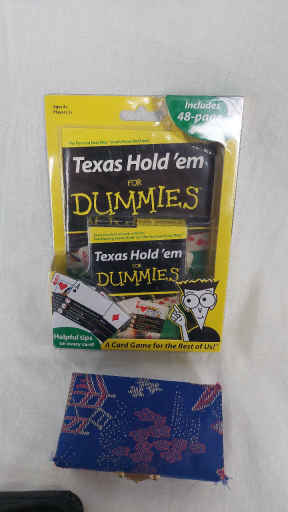 Includes
48-page
Texas Hold 'em
FOR
DUMMIES
Texas Hold 'em
FOR
DUMMIES
Helpful tips
on every card!
A Card Game for the Rest of Us!